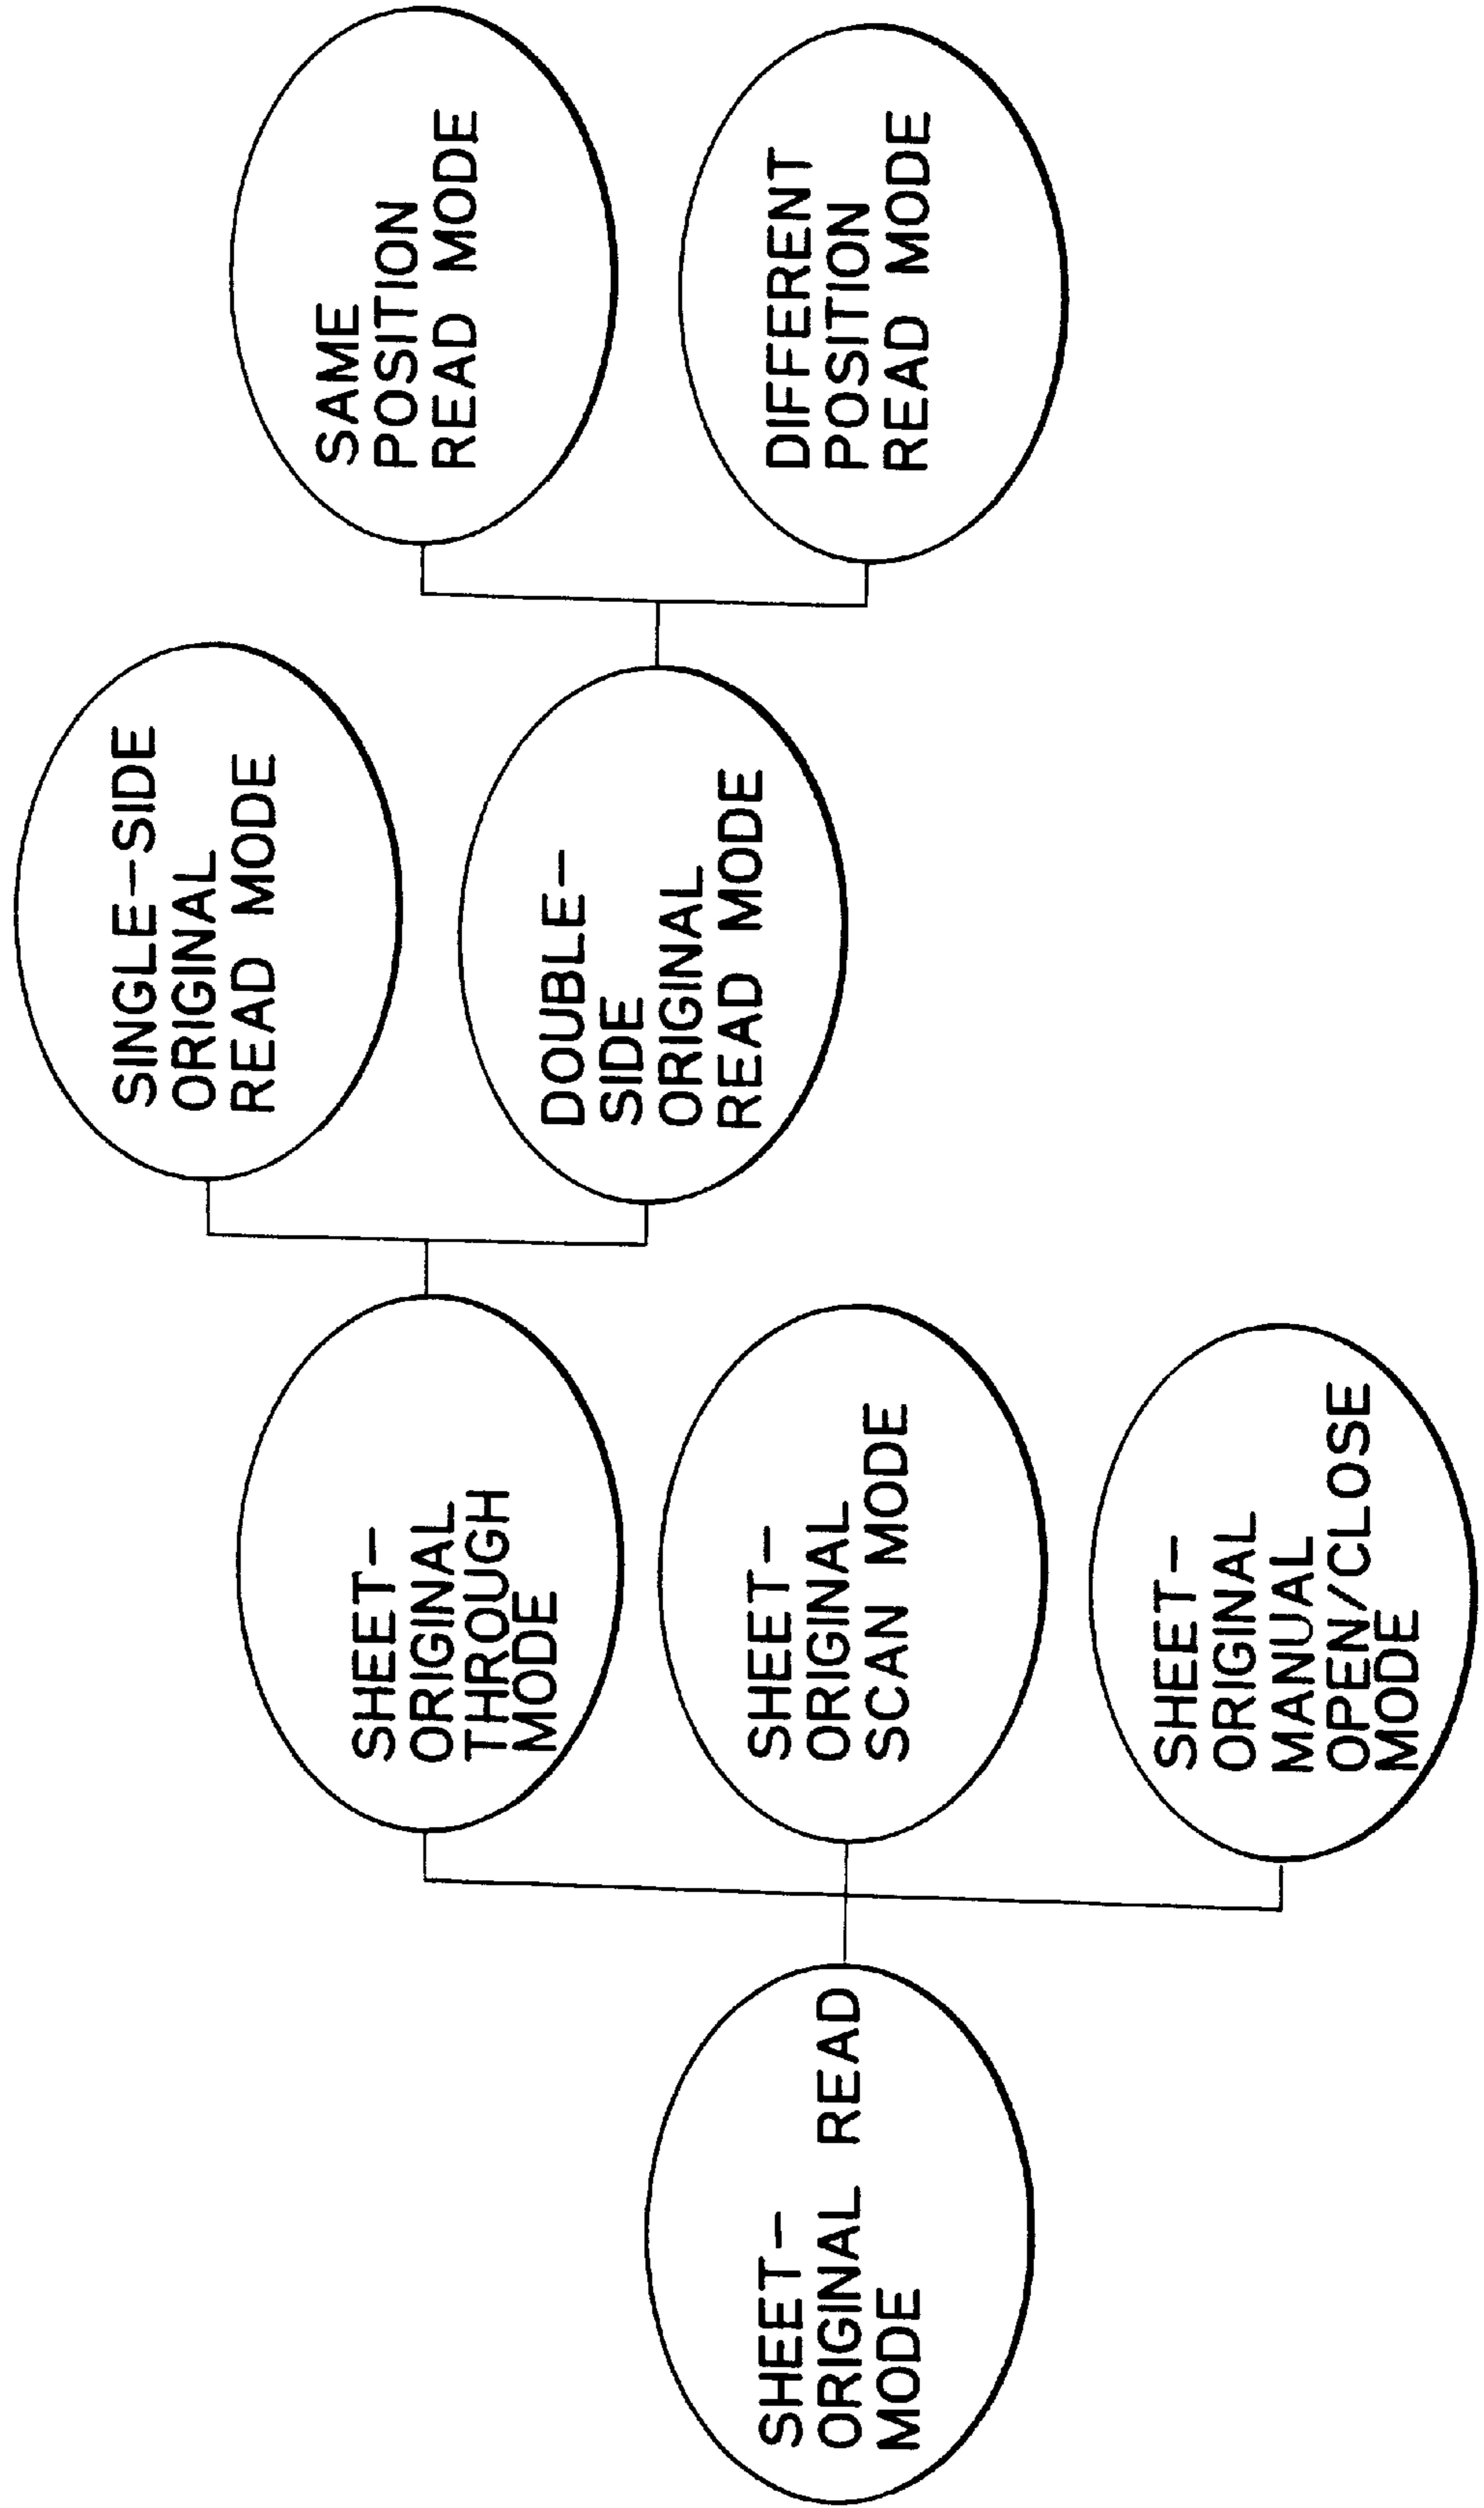 SHEET-
ORIGINAL READ
MODE
SHEET-
ORIGINAL
THROUGH
MODE
SHEET-
ORIGINAL
SCAN MODE
SHEET-
ORIGINAL
MANUAL
OPEN/CLOSE
MODE
SINGLE-SIDE
ORIGINAL
READ MODE
DOUBLE-
SIDE
ORIGINAL
READ MODE
SAME
POSITION
READ MODE
DIFFERENT
POSITION
READ MODE